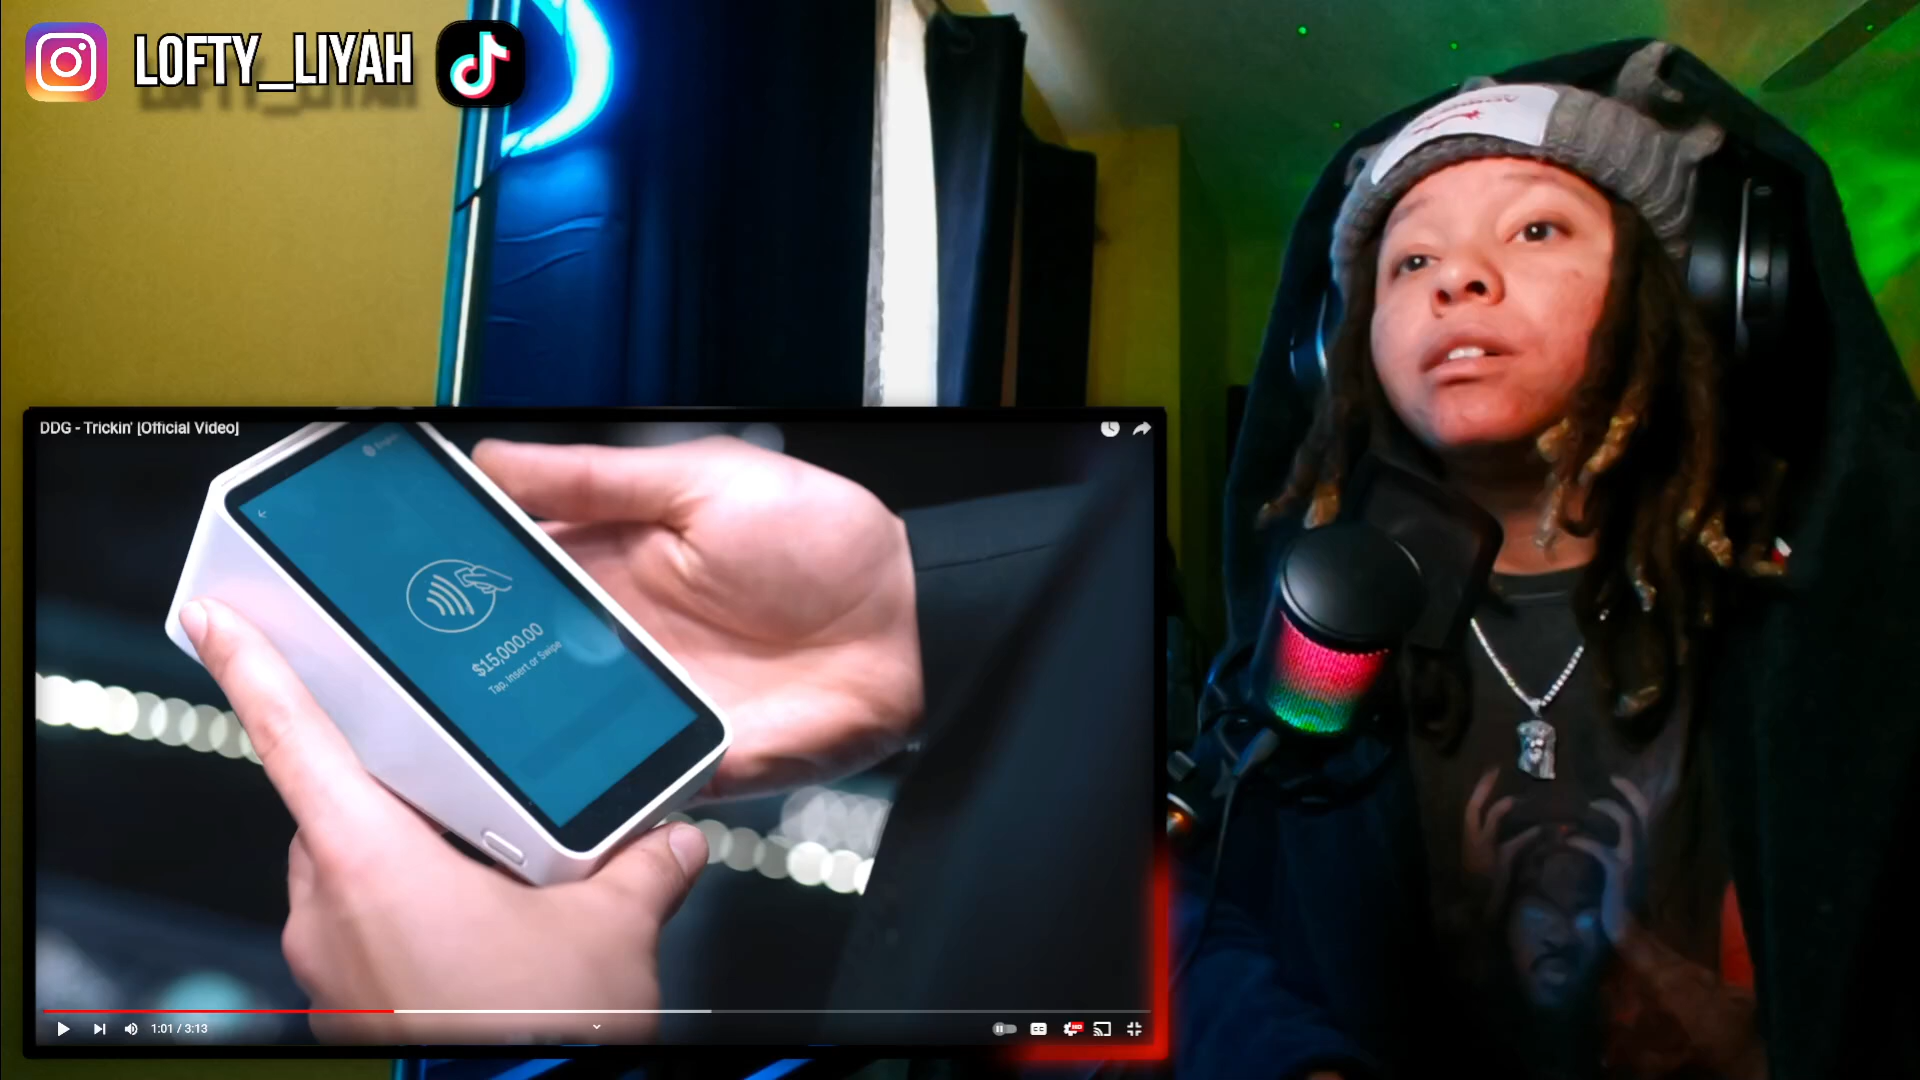 LOFTY_LIYAH
DDG - Trickin' [Official Video]
$15,000.00
Tap, Insert or Swipe
1:01 / 3:13